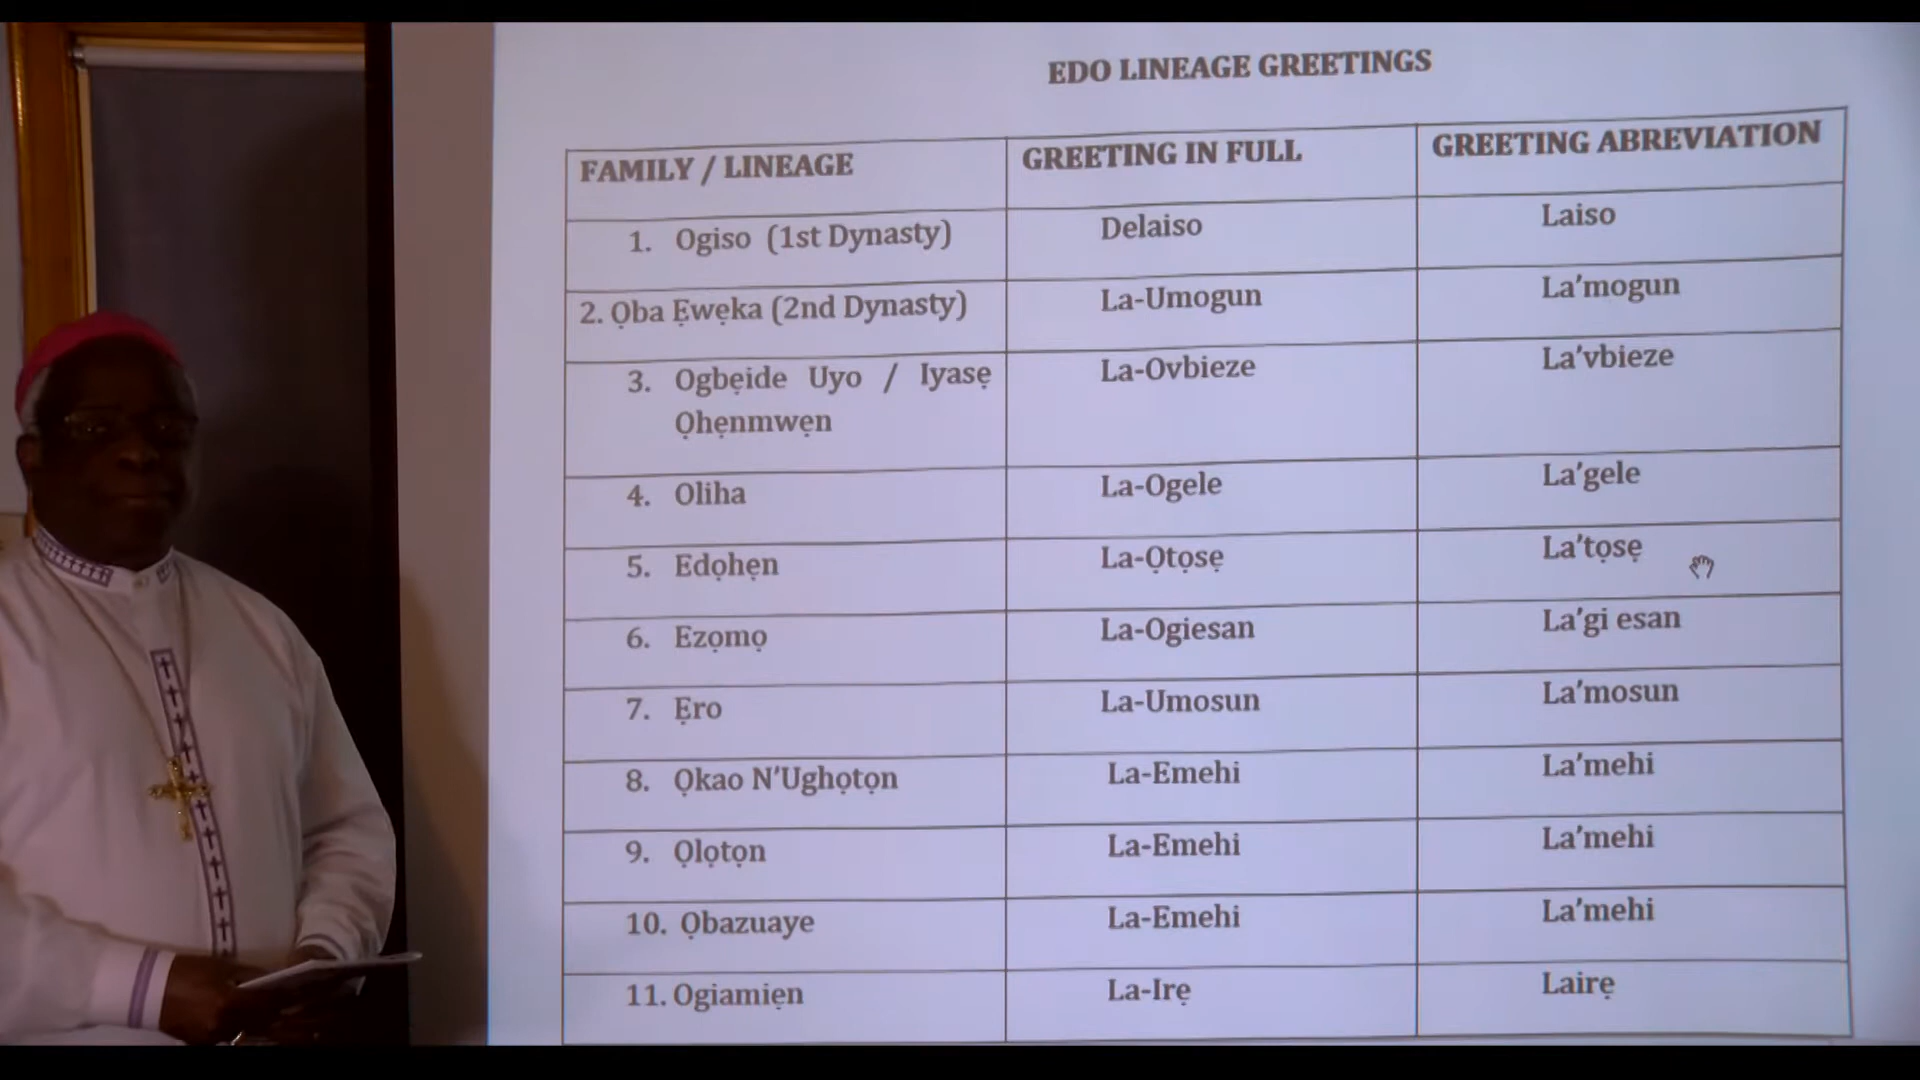 EDO LINEAGE GREETINGS
FAMILY / LINEAGE GREETING IN FULL GREETING ABREVIATION
1. Ogiso (1st Dynasty) Delaiso Laiso
2. Ọba Ẹwẹka (2nd Dynasty) La-Umogun La’mogun
3. Ogbẹide Uyo / Iyasẹ La-Ovbieze La’vbieze
Ọhẹnmwẹn
4. Oliha La-Ogele La’gele
5. Edọhẹn La-Ọtọsẹ La’tọsẹ
6. Ezọmọ La-Ogiesan La’gi esan
7. Ẹro La-Umosun La’mosun
8. Ọkao N’Ughọtọn La-Emehi La’mehi
9. Ọlọtọn La-Emehi La’mehi
10. Ọbazuaye La-Emehi La’mehi
11. Ogiamiẹn La-Irẹ Lairẹ